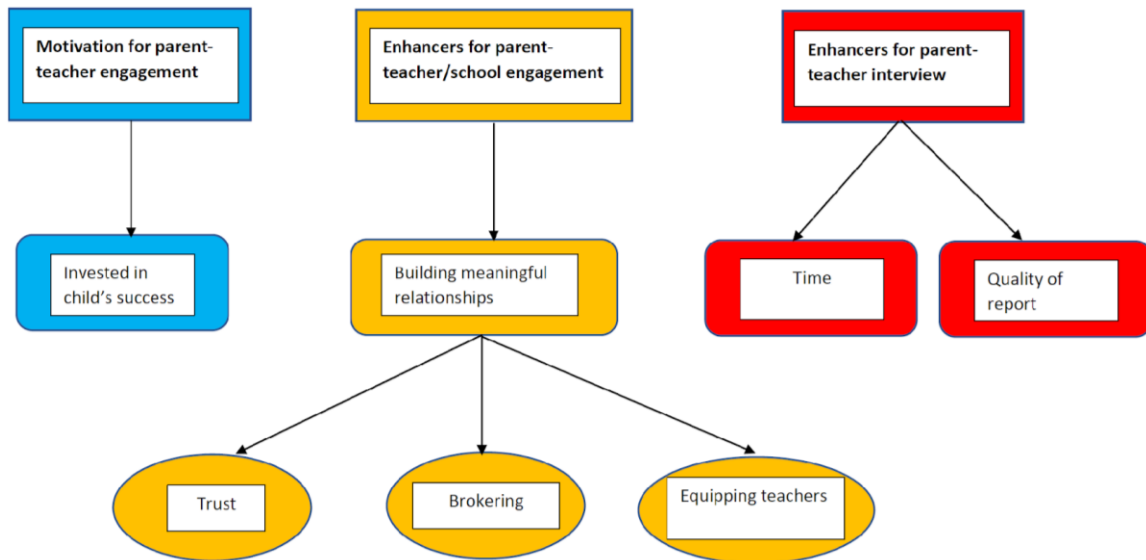 Motivation for parent-
teacher engagement
Enhancers for parent-
teacher/school engagement
Enhancers for parent-
teacher interview
Invested in
child’s success
Building meaningful
relationships
Time
Quality of
report
Trust
Brokering
Equipping teachers